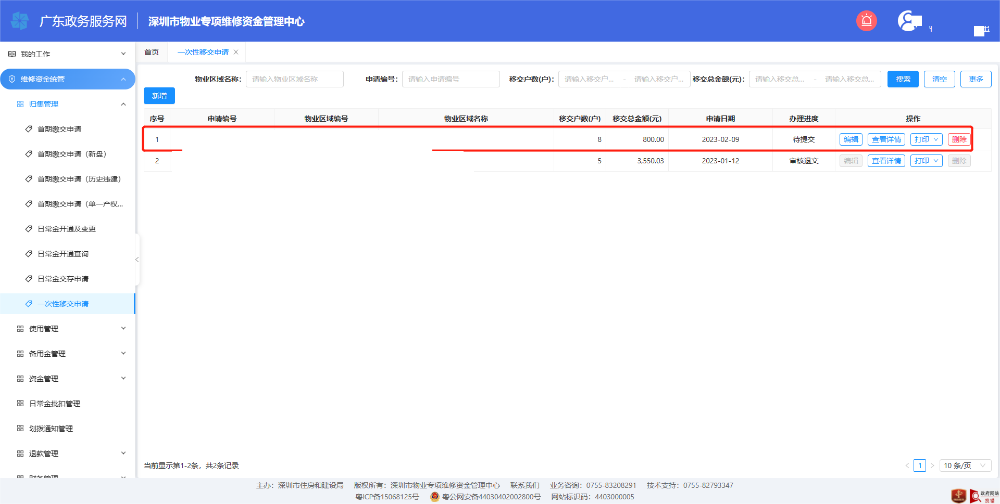 广东政务服务网 深圳市物业专项维修资金管理中心
我的工作
维修资金统管
归集管理
首期缴交申请
首期缴交申请（新盘）
首期缴交申请（历史违建）
首期缴交申请（单一产权...
日常金开通及变更
日常金开通查询
日常金交存申请
一次性移交申请
使用管理
备用金管理
资金管理
日常金批扣管理
划拨通知管理
退款管理
财务管理
首页 一次性移交申请
物业区域名称： 请输入物业区域名称 申请编号： 请输入申请编号 移交户数(户)： 请输入移交户... - 请输入移交户... 移交总金额(元)： 请输入移交总... - 请输入移交总... 搜索 清空 更多
新增
序号 申请编号 物业区域编号 物业区域名称 移交户数(户) 移交总金额(元) 申请日期 办理进度 操作
1 8 800.00 2023-02-09 待提交 编辑 查看详情 打印 删除
2 5 3,550.03 2023-01-12 审核退文 编辑 查看详情 打印 删除
当前显示第1-2条，共2条记录 1 10 条/页
主办：深圳市住房和建设局 版权所有：深圳市物业专项维修资金管理中心 联系我们 业务咨询：0755-83208291 技术支持：0755-82793347
粤ICP备15068125号 粤公网安备44030402002800号 网站标识码：4403000005
政府网站
找错